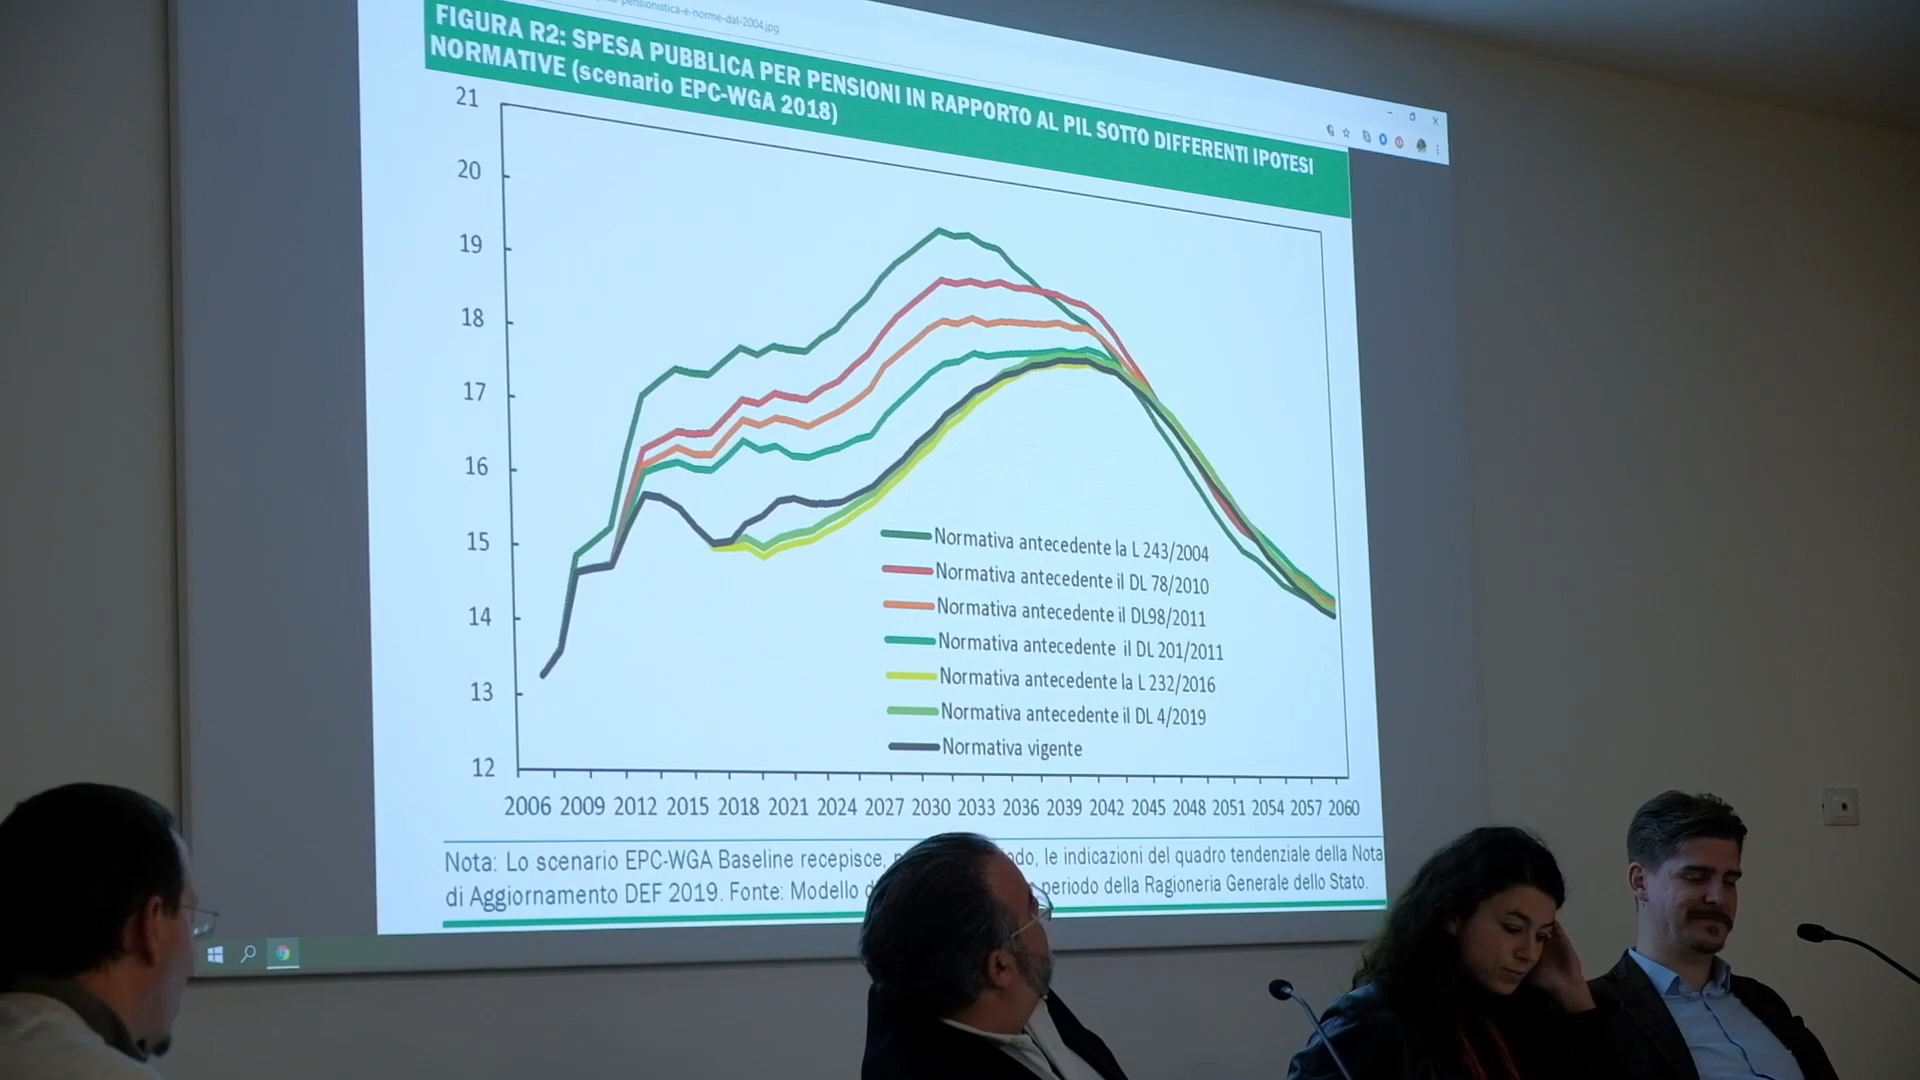 pensionistica-e-norme-dal-2004.jpg
FIGURA R2: SPESA PUBBLICA PER PENSIONI IN RAPPORTO AL PIL SOTTO DIFFERENTI IPOTESI
NORMATIVE (scenario EPC-WGA 2018)
21
20
19
18
17
16
15
14
13
12
Normativa antecedente la L 243/2004
Normativa antecedente il DL 78/2010
Normativa antecedente il DL98/2011
Normativa antecedente il DL 201/2011
Normativa antecedente la L 232/2016
Normativa antecedente il DL 4/2019
Normativa vigente
2006 2009 2012 2015 2018 2021 2024 2027 2030 2033 2036 2039 2042 2045 2048 2051 2054 2057 2060
Nota: Lo scenario EPC-WGA Baseline recepisce, le indicazioni del quadro tendenziale della Nota
di Aggiornamento DEF 2019. Fonte: Modello periodo della Ragioneria Generale dello Stato.